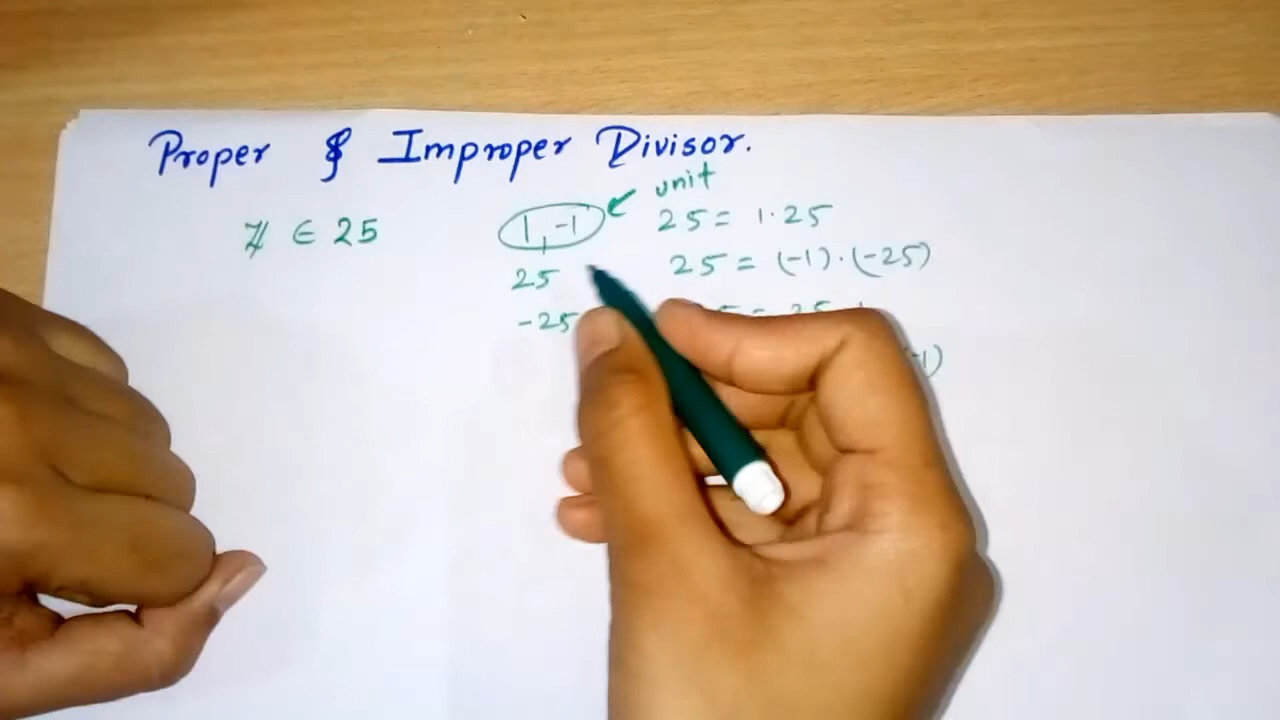 Proper & Improper Divisor.
unit
ℤ ∈ 25
1, -1
25 = 1·25
25
25 = (-1)·(-25)
-25